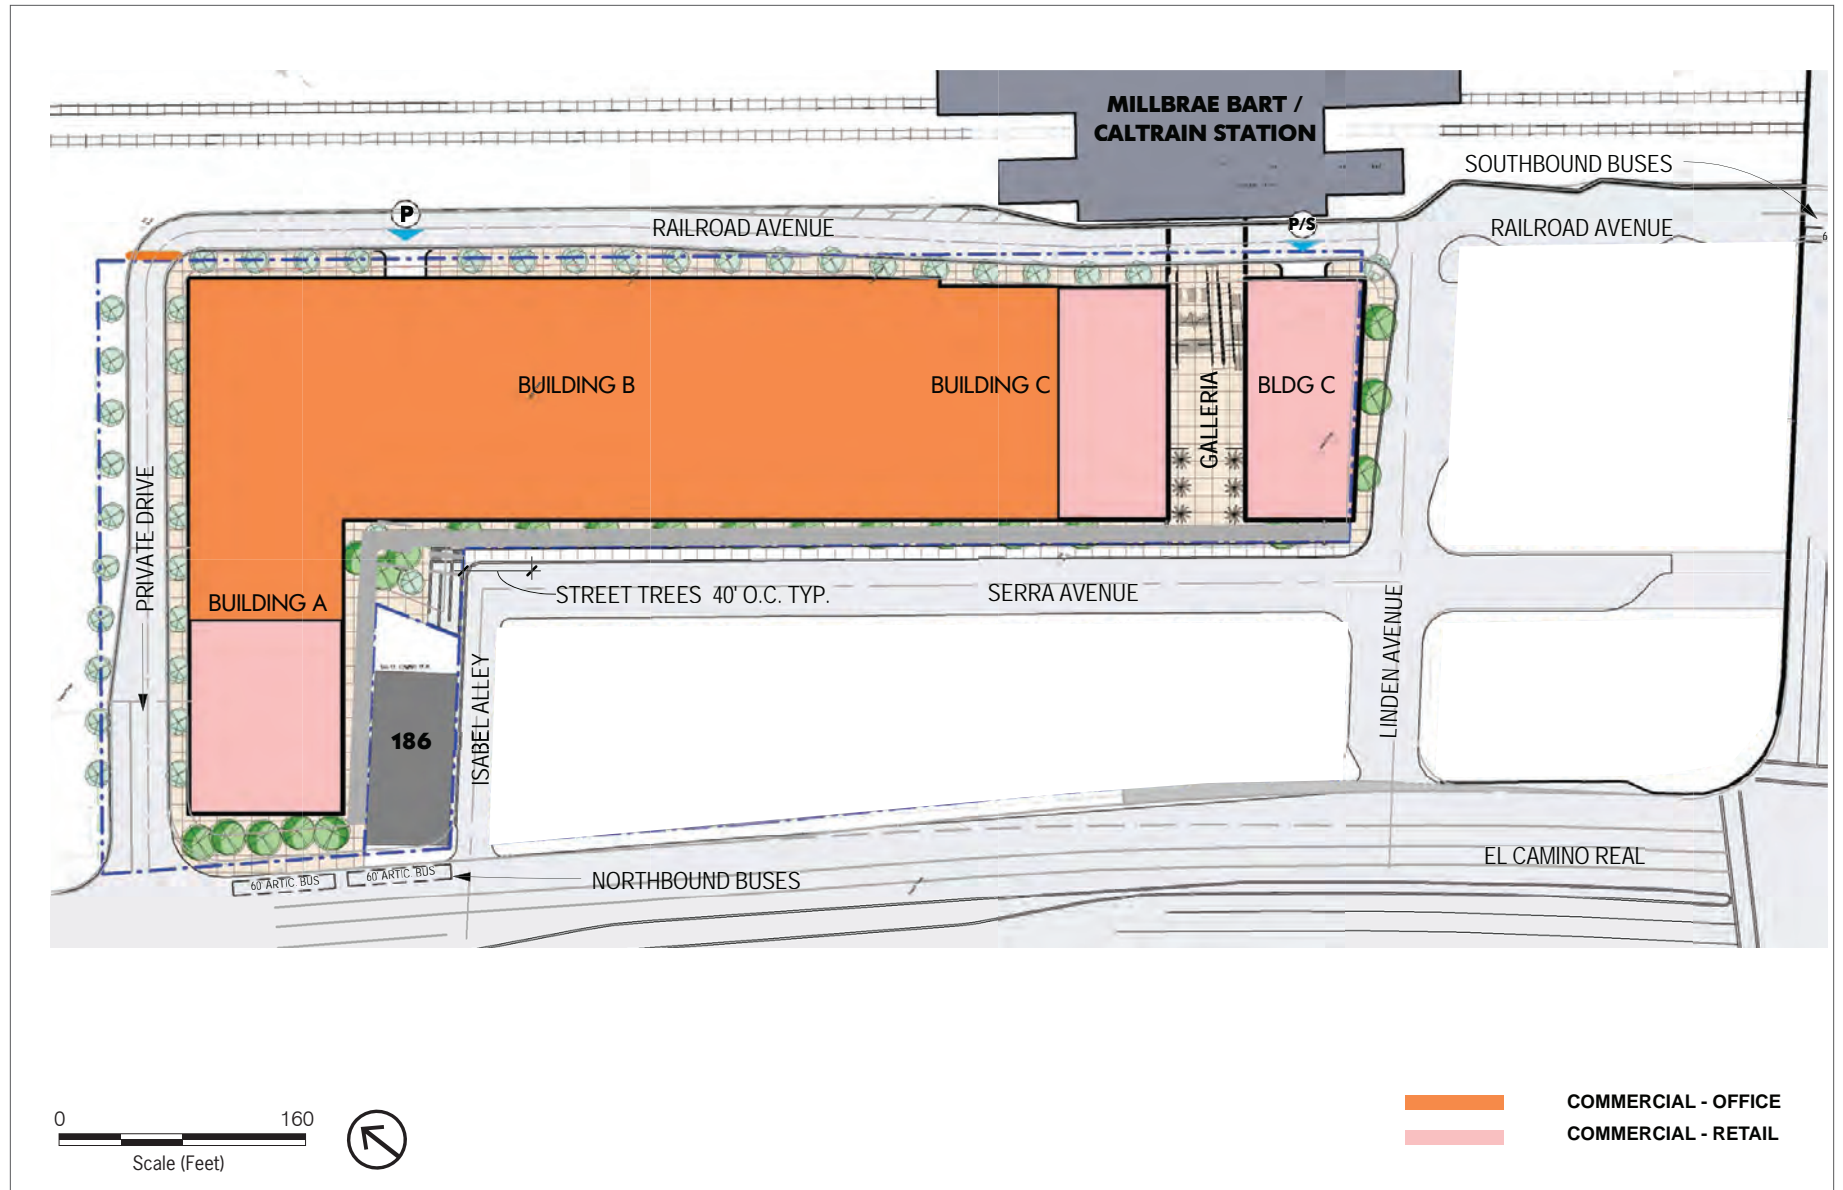 MILLBRAE BART /
CALTRAIN STATION
SOUTHBOUND BUSES
P
RAILROAD AVENUE
P/S
RAILROAD AVENUE
BUILDING B
BUILDING C
BLDG C
GALLERIA
PRIVATE DRIVE
BUILDING A
STREET TREES 40' O.C. TYP.
SERRA AVENUE
LINDEN AVENUE
ISABEL ALLEY
186
60' ARTIC. BUS
60' ARTIC. BUS
NORTHBOUND BUSES
EL CAMINO REAL
0 160
Scale (Feet)
COMMERCIAL - OFFICE
COMMERCIAL - RETAIL